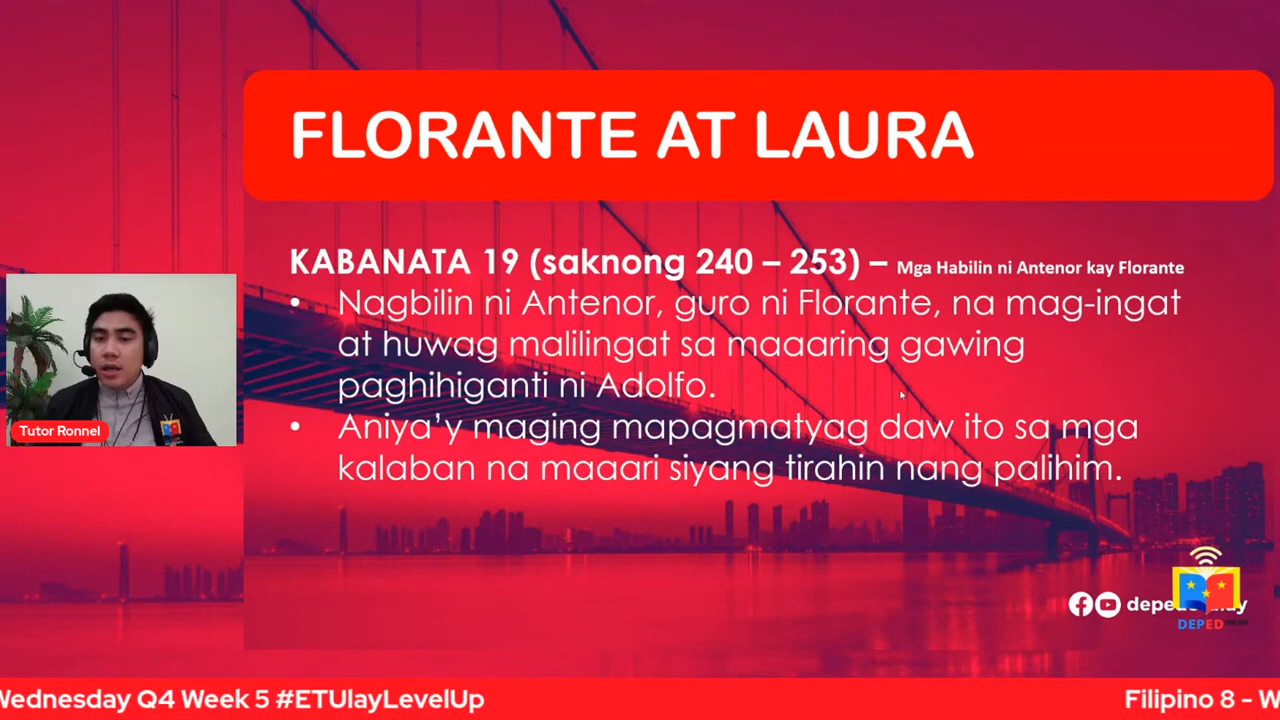 FLORANTE AT LAURA
KABANATA 19 (saknong 240 – 253) – Mga Habilin ni Antenor kay Florante
• Nagbilin ni Antenor, guro ni Florante, na mag-ingat
at huwag malilingat sa maaaring gawing
paghihiganti ni Adolfo.
• Aniya’y maging mapagmatyag daw ito sa mga
kalaban na maaari siyang tirahin nang palihim.
Tutor Ronnel
DEPED
Wednesday Q4 Week 5 #ETUlayLevelUp
Filipino 8 - W